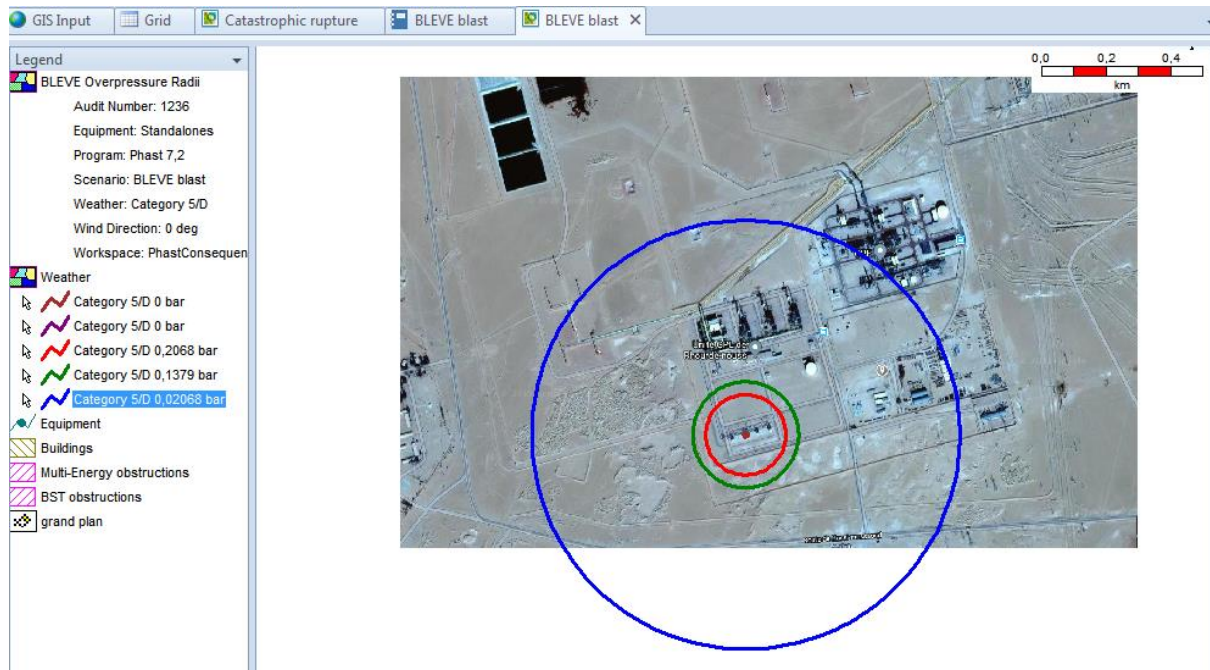 GIS Input
Grid
Catastrophic rupture
BLEVE blast
BLEVE blast
Legend
BLEVE Overpressure Radii
Audit Number: 1236
Equipment: Standalones
Program: Phast 7,2
Scenario: BLEVE blast
Weather: Category 5/D
Wind Direction: 0 deg
Workspace: PhastConsequen
Weather
Category 5/D 0 bar
Category 5/D 0 bar
Category 5/D 0,2068 bar
Category 5/D 0,1379 bar
Category 5/D 0,02068 bar
Equipment
Buildings
Multi-Energy obstructions
BST obstructions
grand plan
0,0 0,2 0,4
km